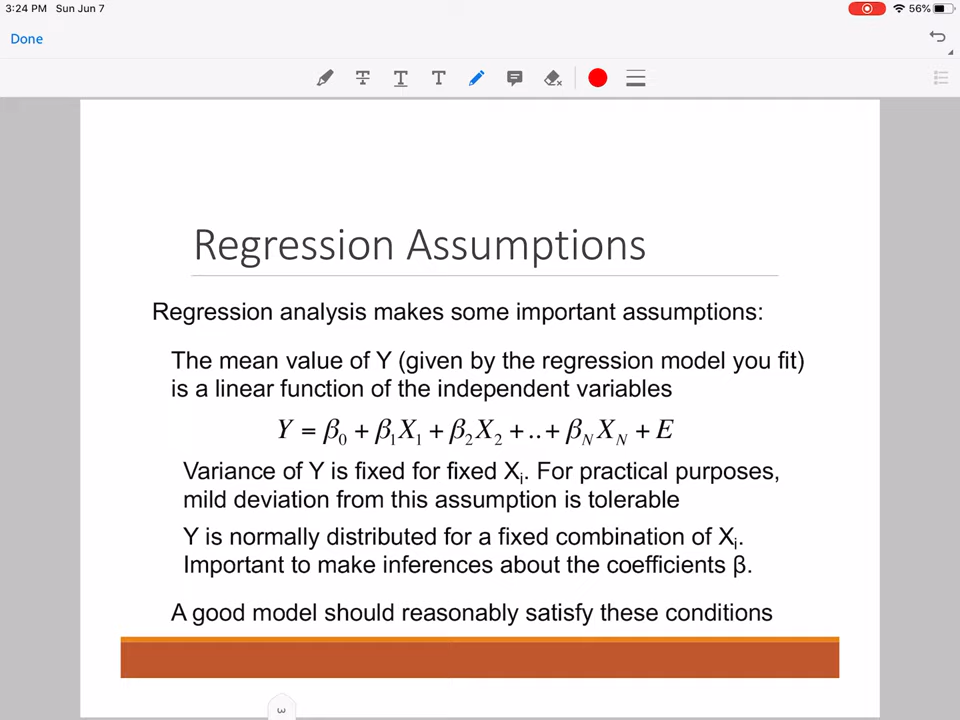 3:24 PM Sun Jun 7
56%
Done
T T T
Regression Assumptions
Regression analysis makes some important assumptions:
The mean value of Y (given by the regression model you fit)
is a linear function of the independent variables
Y = β₀ + β₁X₁ + β₂X₂ + .. + β_N X_N + E
Variance of Y is fixed for fixed Xᵢ. For practical purposes,
mild deviation from this assumption is tolerable
Y is normally distributed for a fixed combination of Xᵢ.
Important to make inferences about the coefficients β.
A good model should reasonably satisfy these conditions
3